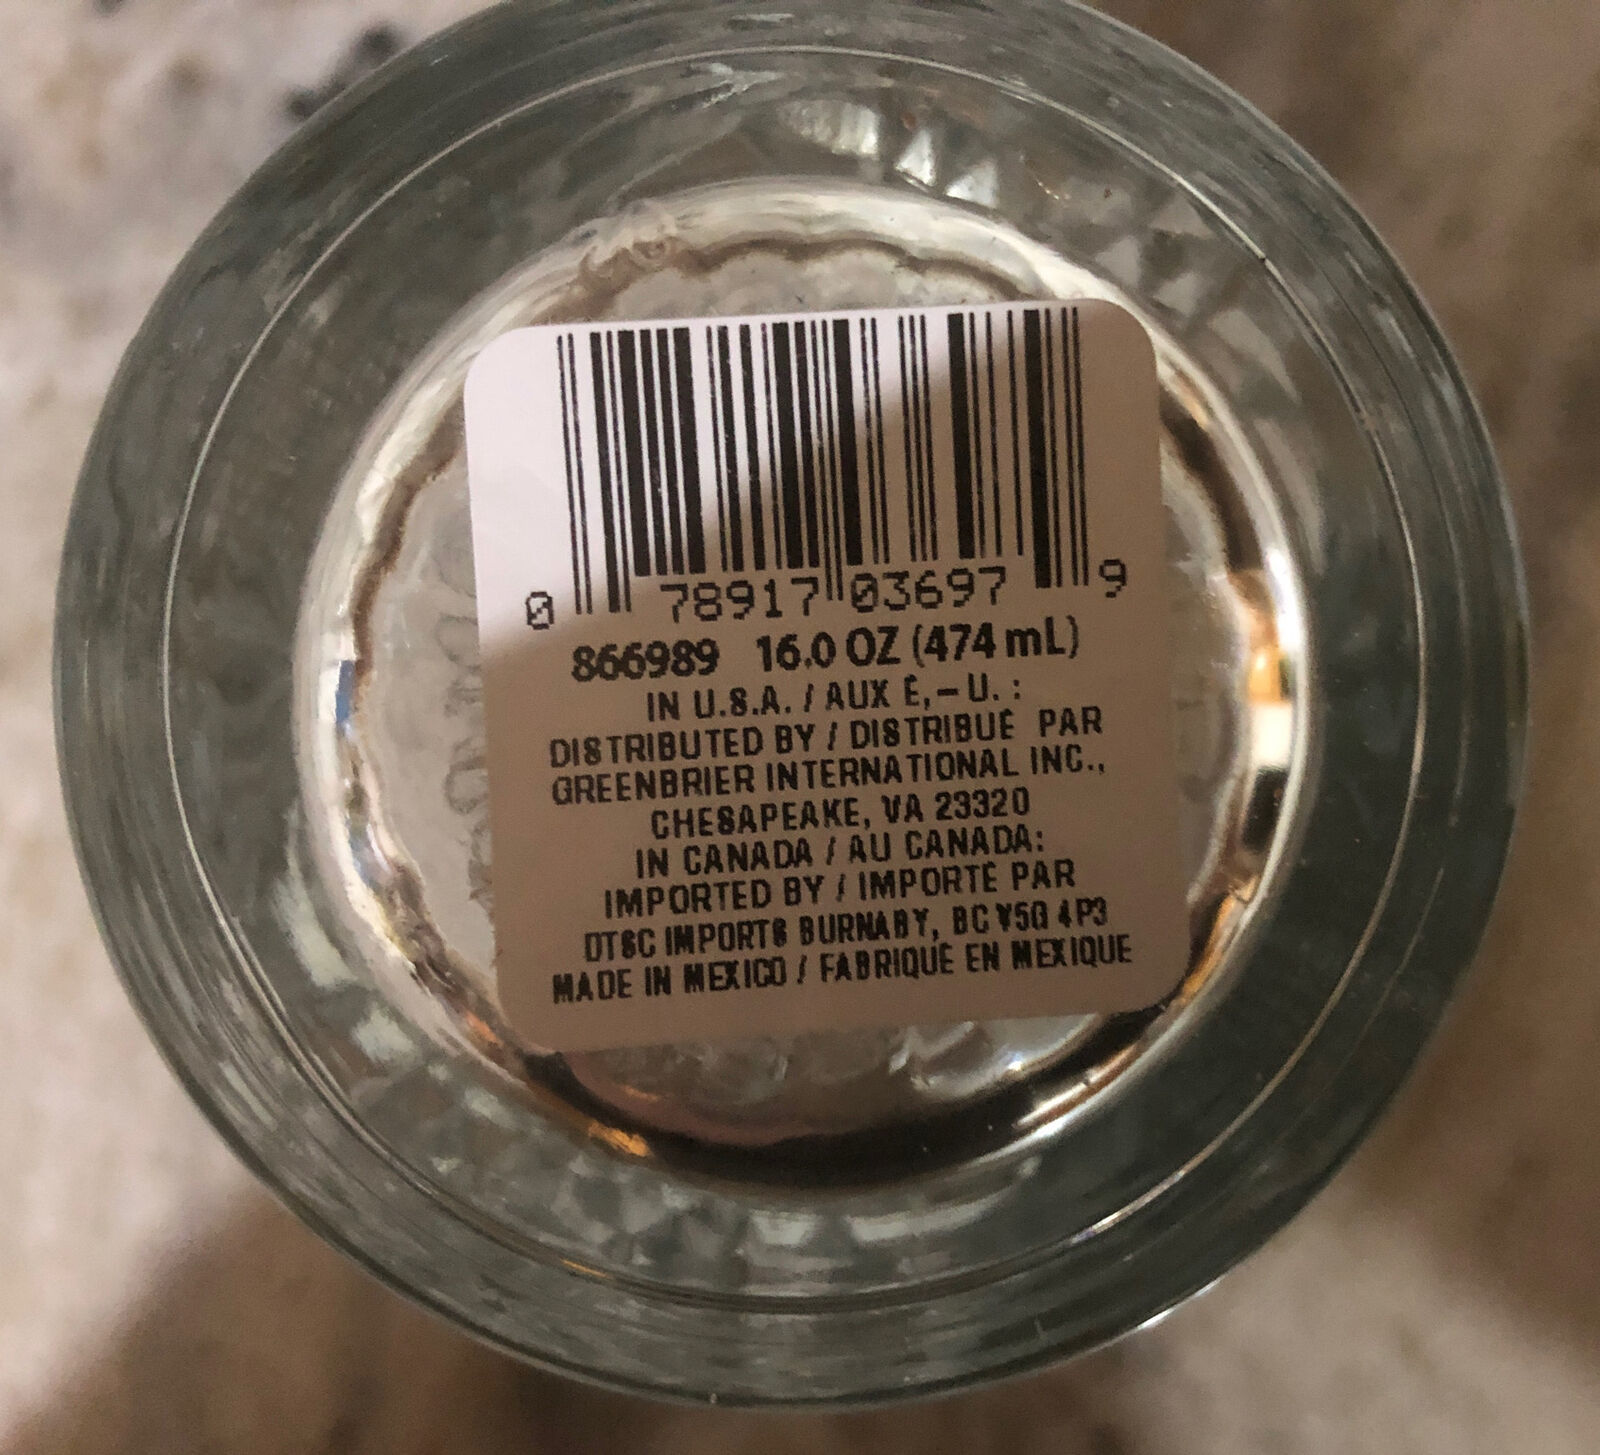 0 78917 03697 9
866989 16.0 OZ (474 mL)
IN U.S.A. / AUX É,-U. :
DISTRIBUTED BY / DISTRIBUÉ PAR
GREENBRIER INTERNATIONAL INC.,
CHESAPEAKE, VA 23320
IN CANADA / AU CANADA:
IMPORTED BY / IMPORTÉ PAR
DTSC IMPORTS BURNABY, BC V5G 4P3
MADE IN MEXICO / FABRIQUÉ EN MEXIQUE